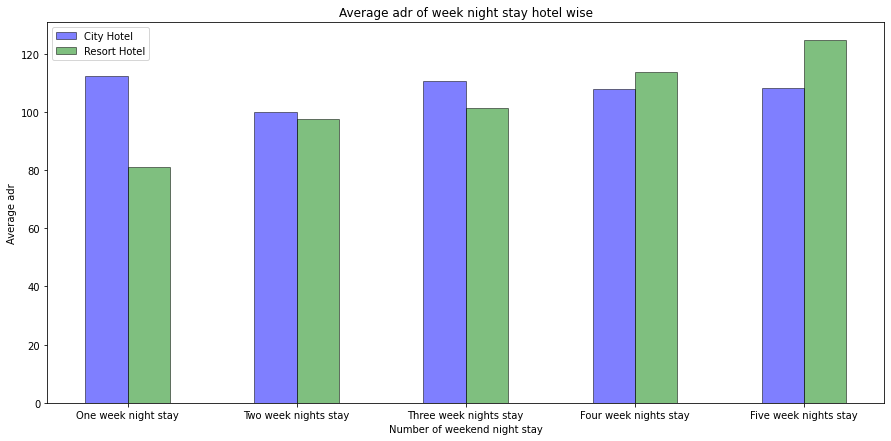 Average adr of week night stay hotel wise
City Hotel
Resort Hotel
120
100
80
60
40
20
0
Average adr
One week night stay
Two week nights stay
Three week nights stay
Four week nights stay
Five week nights stay
Number of weekend night stay